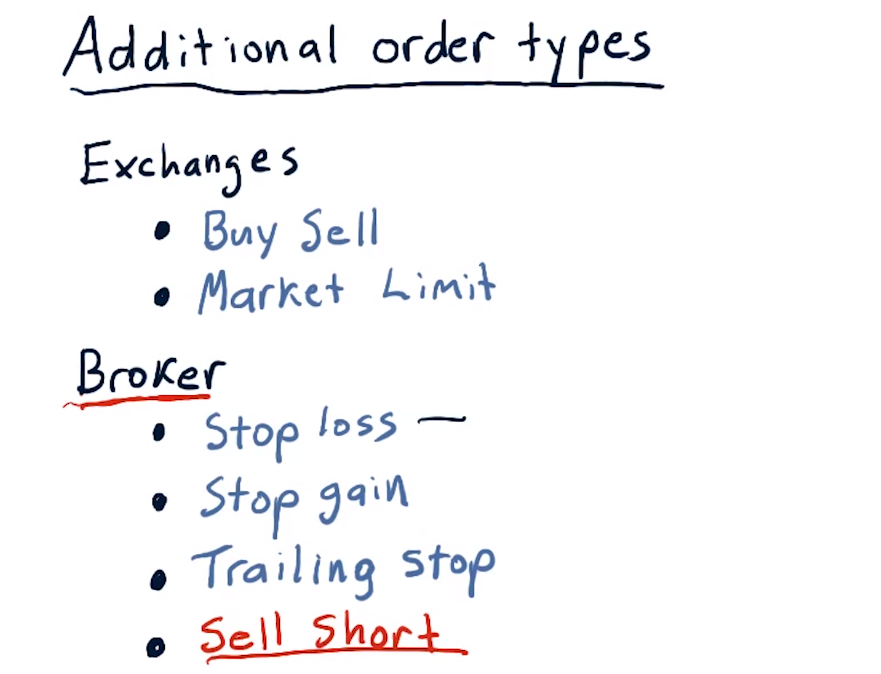 Additional order types
Exchanges
• Buy Sell
• Market Limit
Broker
• Stop loss —
• Stop gain
• Trailing stop
• Sell Short